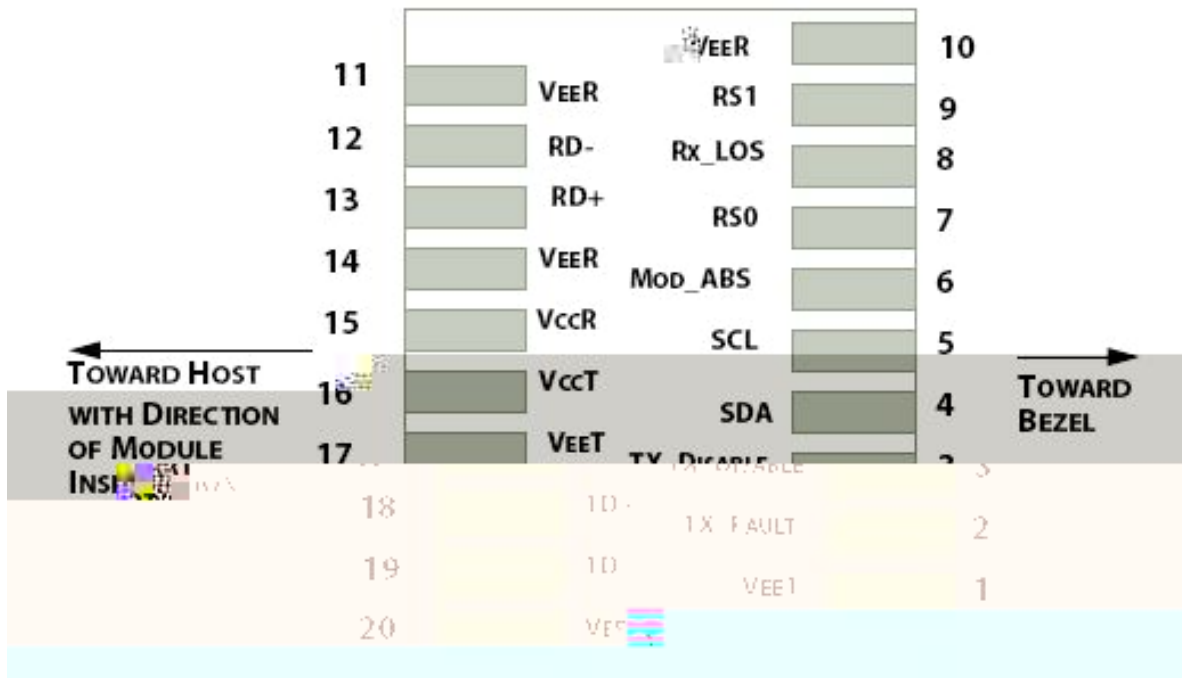 VEER 10
11 VEER RS1 9
12 RD- RX_LOS 8
13 RD+ RS0 7
14 VEER MOD_ABS 6
15 VCCR SCL 5
TOWARD HOST
WITH DIRECTION
OF MODULE
16 VCCT SDA 4
TOWARD
BEZEL
17 VEET TX_DISABLE 3
18 TX_FAULT 2
19 1
20